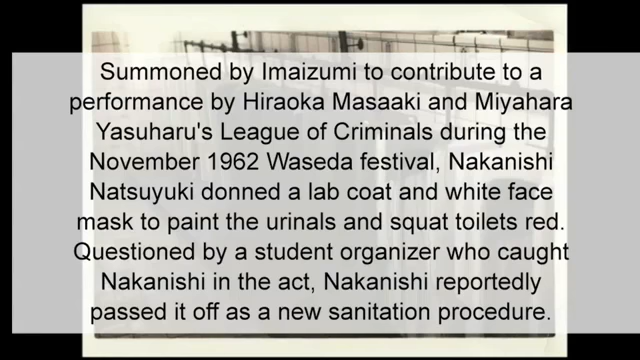 Summoned by Imaizumi to contribute to a
performance by Hiraoka Masaaki and Miyahara
Yasuharu's League of Criminals during the
November 1962 Waseda festival, Nakanishi
Natsuyuki donned a lab coat and white face
mask to paint the urinals and squat toilets red.
Questioned by a student organizer who caught
Nakanishi in the act, Nakanishi reportedly
passed it off as a new sanitation procedure.